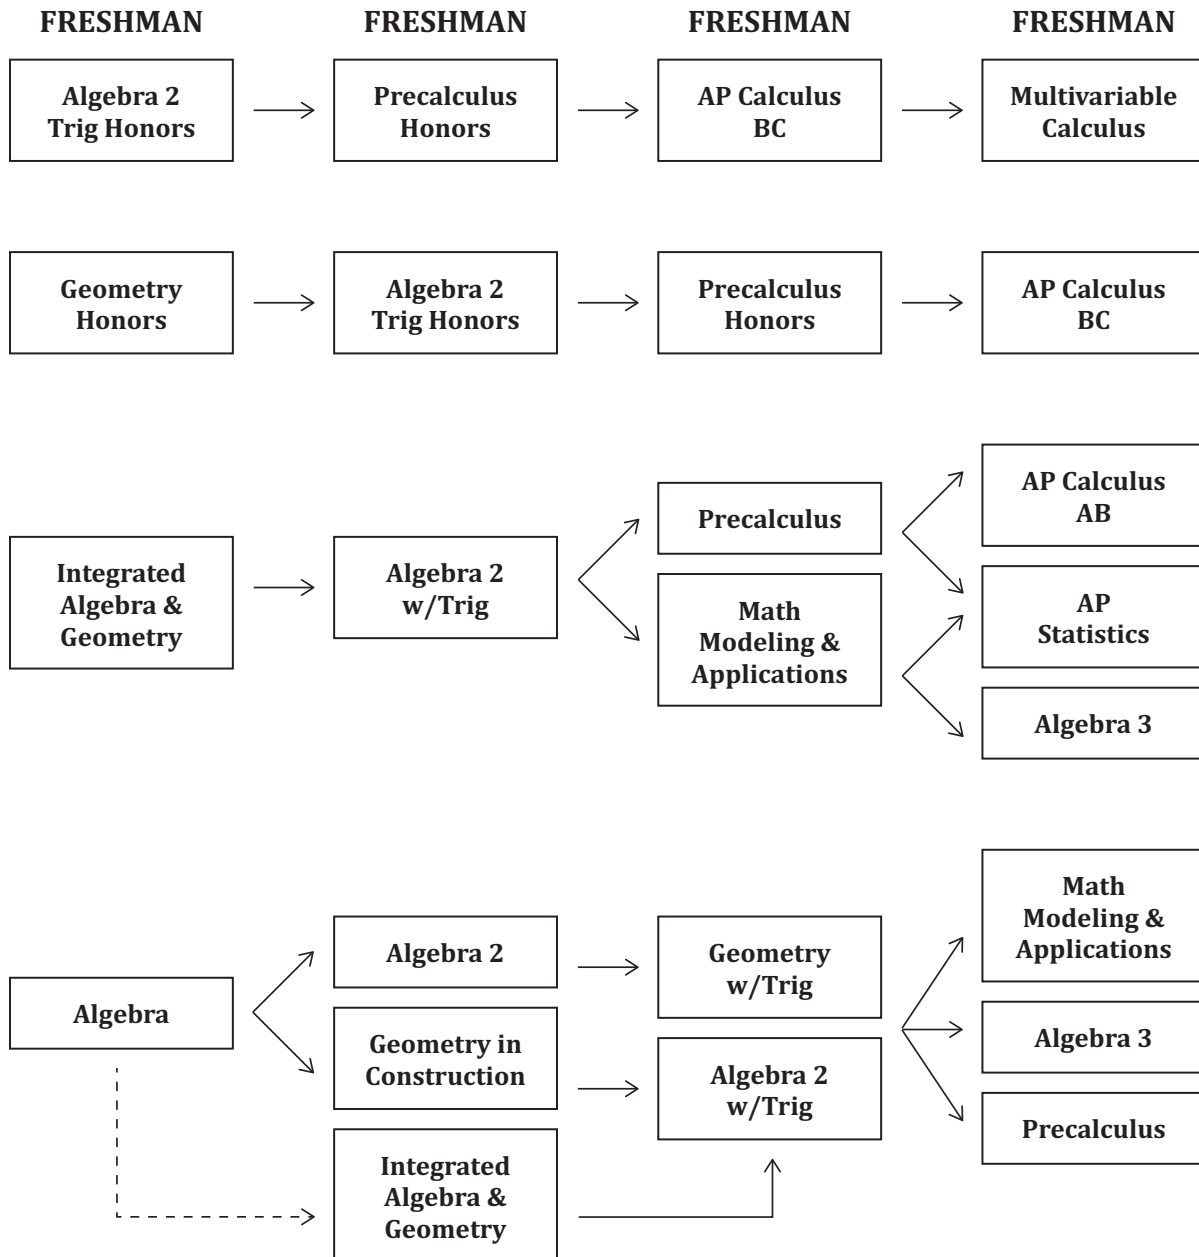 FRESHMAN
FRESHMAN
FRESHMAN
FRESHMAN
Algebra 2
Trig Honors
Precalculus
Honors
AP Calculus
BC
Multivariable
Calculus
Geometry
Honors
Algebra 2
Trig Honors
Precalculus
Honors
AP Calculus
BC
Integrated
Algebra &
Geometry
Algebra 2
w/Trig
Precalculus
Math
Modeling &
Applications
AP Calculus
AB
AP
Statistics
Algebra 3
Algebra
Algebra 2
Geometry in
Construction
Integrated
Algebra &
Geometry
Geometry
w/Trig
Algebra 2
w/Trig
Math
Modeling &
Applications
Algebra 3
Precalculus